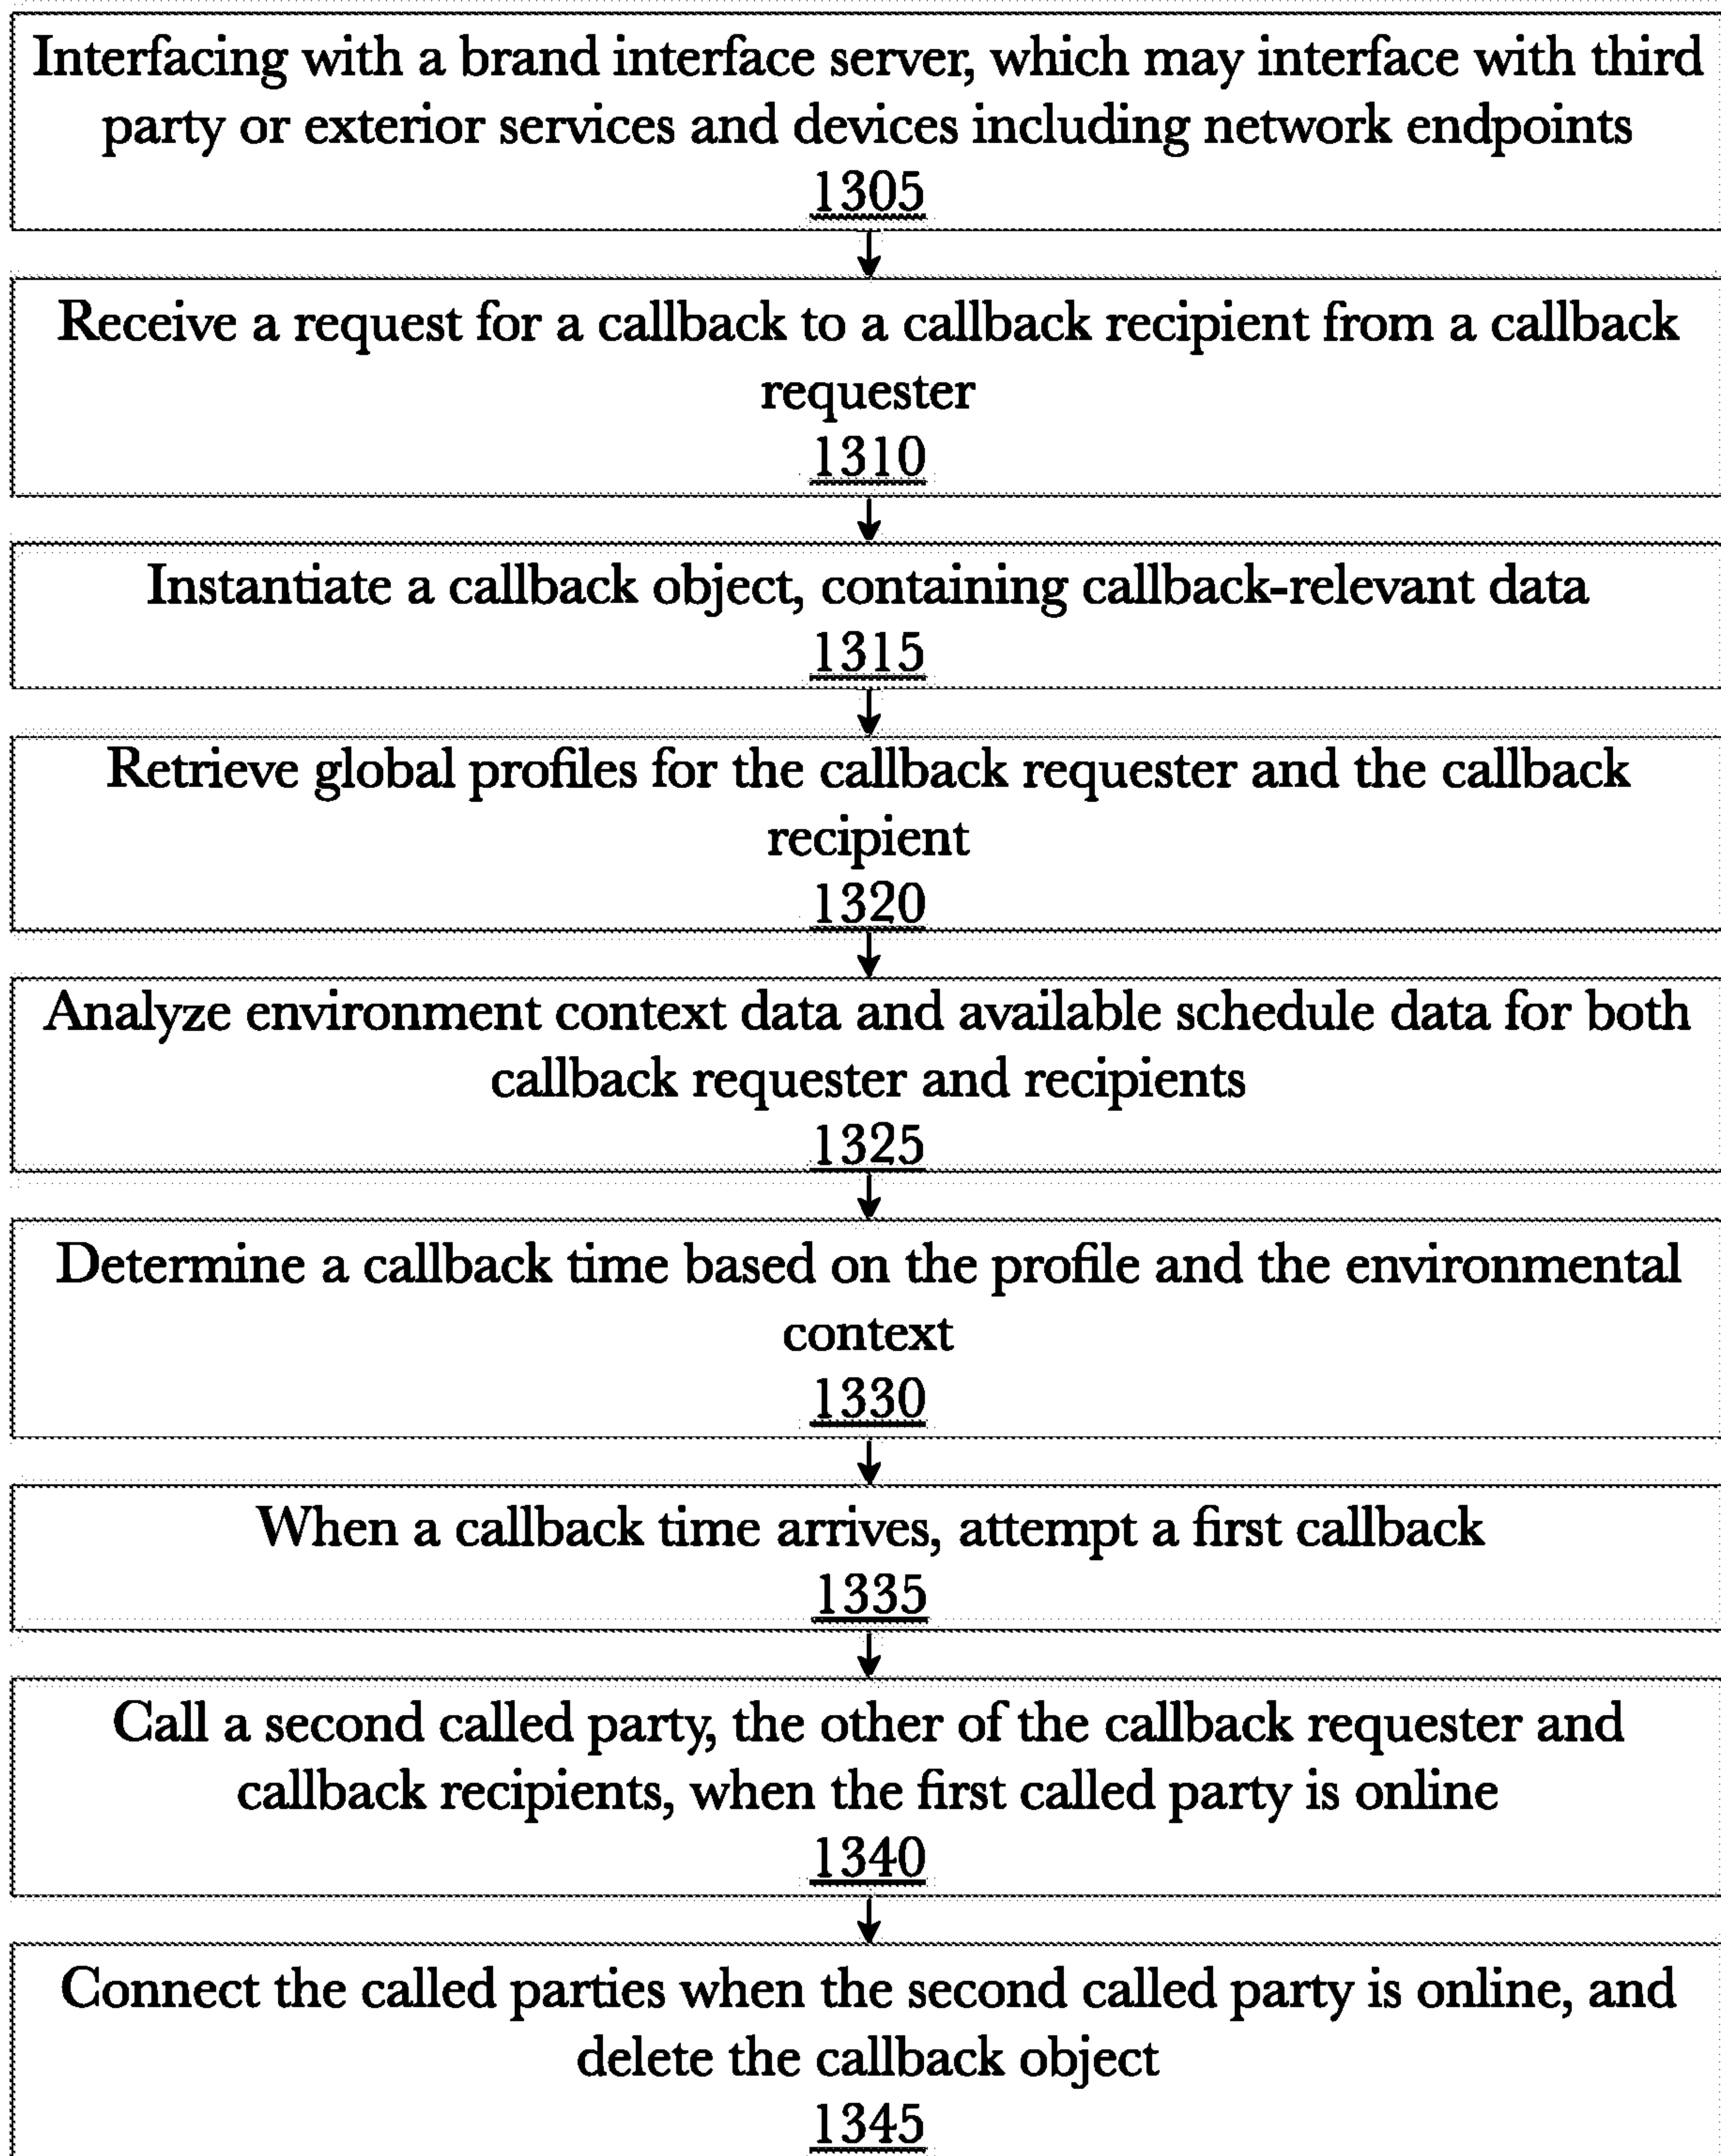 Interfacing with a brand interface server, which may interface with third
party or exterior services and devices including network endpoints
1305
Receive a request for a callback to a callback recipient from a callback
requester
1310
Instantiate a callback object, containing callback-relevant data
1315
Retrieve global profiles for the callback requester and the callback
recipient
1320
Analyze environment context data and available schedule data for both
callback requester and recipients
1325
Determine a callback time based on the profile and the environmental
context
1330
When a callback time arrives, attempt a first callback
1335
Call a second called party, the other of the callback requester and
callback recipients, when the first called party is online
1340
Connect the called parties when the second called party is online, and
delete the callback object
1345